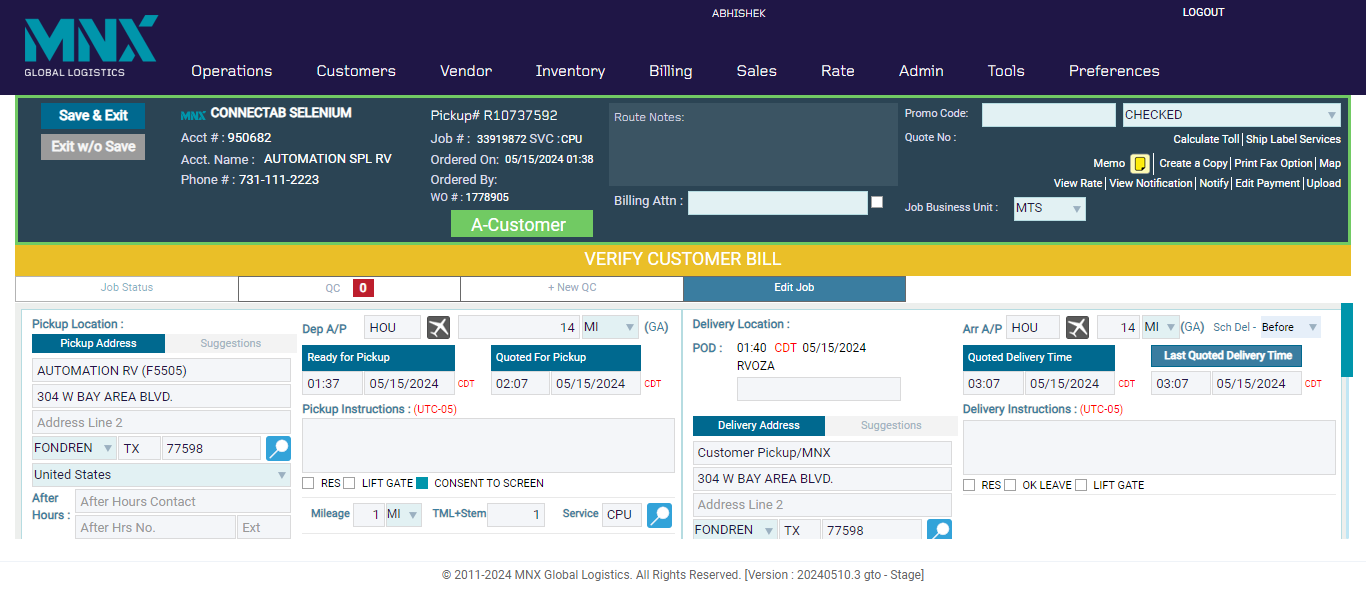 ABHISHEK
LOGOUT
MNX
GLOBAL LOGISTICS
Operations Customers Vendor Inventory Billing Sales Rate Admin Tools Preferences
Save & Exit
Exit w/o Save
MNX CONNECTAB SELENIUM
Acct # : 950682
Acct. Name : AUTOMATION SPL RV
Phone # : 731-111-2223
Pickup# R10737592
Job # : 33919872 SVC :CPU
Ordered On: 05/15/2024 01:38
Ordered By:
WO # : 1778905
A-Customer
Route Notes:
Billing Attn :
Promo Code:
CHECKED
Quote No :
Calculate Toll| Ship Label Services
Memo | Create a Copy| Print Fax Option| Map
View Rate| View Notification| Notify| Edit Payment| Upload
Job Business Unit : MTS
VERIFY CUSTOMER BILL
Job Status
QC 0
+ New QC
Edit Job
Pickup Location :
Pickup Address Suggestions
AUTOMATION RV (F5505)
304 W BAY AREA BLVD.
Address Line 2
FONDREN TX 77598
United States
After Hours :
After Hours Contact
After Hrs No. Ext
Dep A/P HOU 14 MI (GA)
Ready for Pickup Quoted For Pickup
01:37 05/15/2024 CDT 02:07 05/15/2024 CDT
Pickup Instructions : (UTC-05)
RES LIFT GATE CONSENT TO SCREEN
Mileage 1 MI TML+Stem 1 Service CPU
Delivery Location :
POD : 01:40 CDT 05/15/2024
RVOZA
Delivery Address Suggestions
Customer Pickup/MNX
304 W BAY AREA BLVD.
Address Line 2
FONDREN TX 77598
Arr A/P HOU 14 MI (GA) Sch Del - Before
Quoted Delivery Time Last Quoted Delivery Time
03:07 05/15/2024 CDT 03:07 05/15/2024 CDT
Delivery Instructions : (UTC-05)
RES OK LEAVE LIFT GATE
© 2011-2024 MNX Global Logistics. All Rights Reserved. [Version : 20240510.3 gto - Stage]